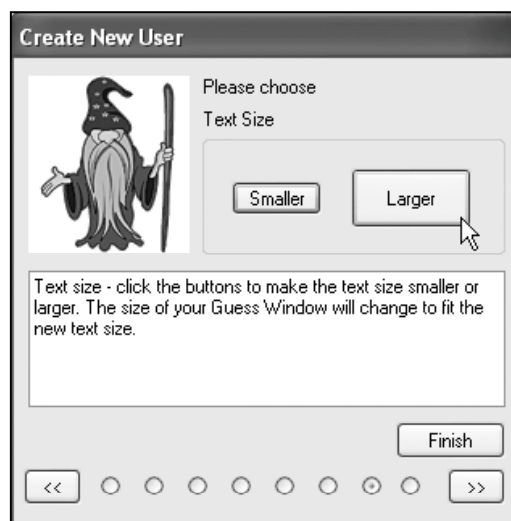 Create New User
Please choose
Text Size
Smaller
Larger
Text size - click the buttons to make the text size smaller or
larger. The size of your Guess Window will change to fit the
new text size.
Finish
<<
>>